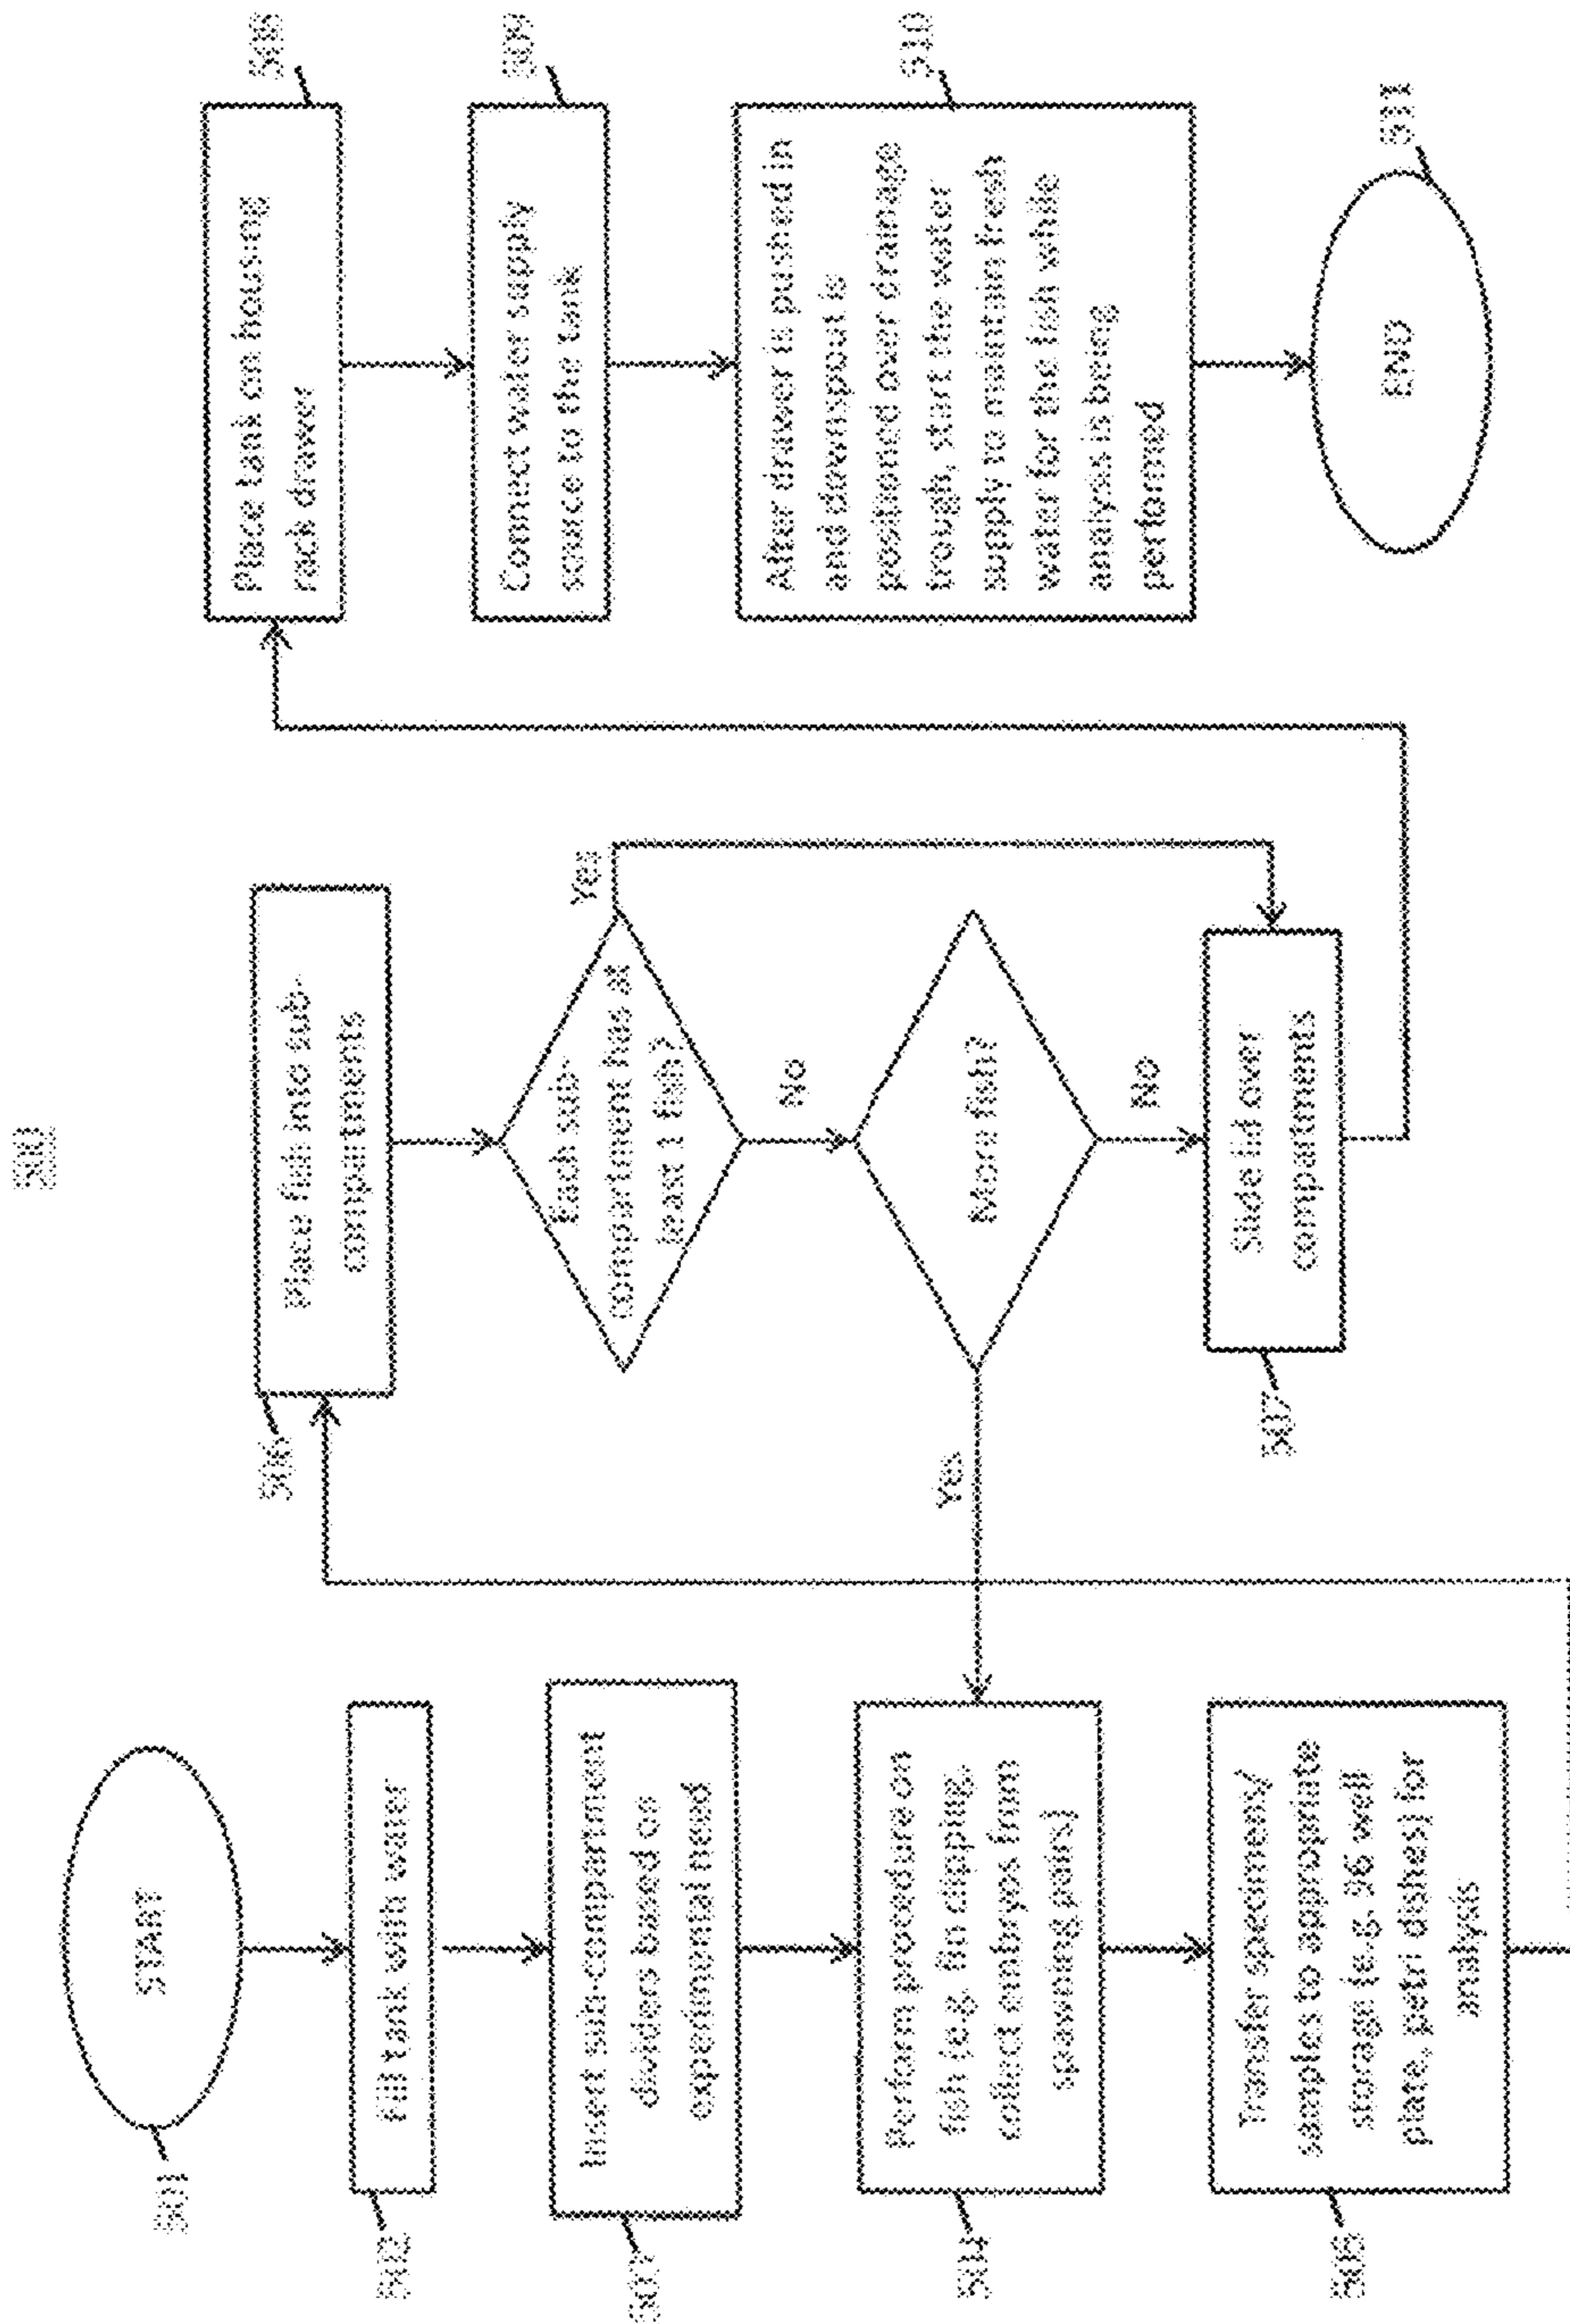 500
START
501
Fill tank with water
502
Insert sub-compartment
dividers based on
experimental need
503
Perform procedure on
fish (e.g. fin clipping,
collect embryos from
spawning pairs)
504
Transfer specimen/
samples to appropriate
storage (e.g. 96 well
plate, petri dishes) for
analysis
505
Place fish into sub-
compartments
506
Each sub-
compartment has at
least 1 fish?
Yes
No
More fish?
Yes
No
Slide lid over
compartments
507
Place tank on housing
rack drawer
508
Connect water supply
source to the tank
509
After drawer is pushed in
and downspout is
positioned over drainage
trough, start the water
supply to maintain fresh
water for the fish while
analysis is being
performed
510
END
511